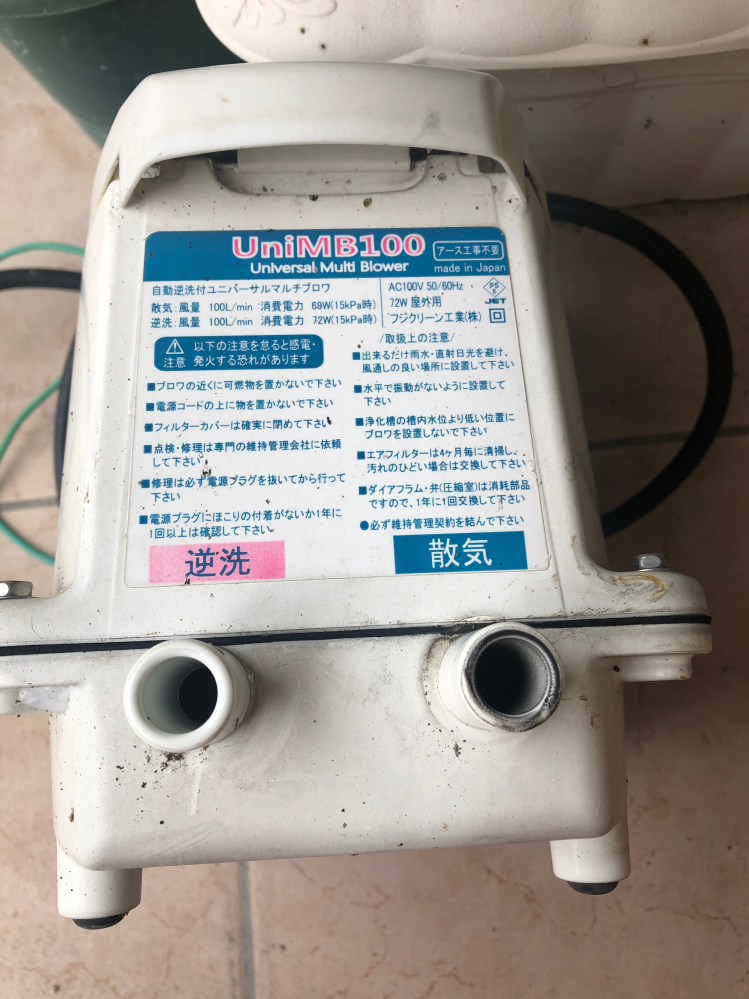 UniMB100
アース工事不要
Universal Multi Blower
made in Japan
自動逆洗付ユニバーサルマルチブロワ
散気:風量 100L/min 消費電力 69W(15kPa時)
逆洗:風量 100L/min 消費電力 72W(15kPa時)
AC100V 50/60Hz
72W 屋外用
フジクリーン工業(株)
PS
E
JET
注意
以下の注意を怠ると感電・
発火する恐れがあります
■ブロワの近くに可燃物を置かないで下さい
■電源コードの上に物を置かないで下さい
■フィルターカバーは確実に閉めて下さい
■点検・修理は専門の維持管理会社に依頼
して下さい
■修理は必ず電源プラグを抜いてから行って
下さい
■電源プラグにほこりの付着がないか1年に
1回以上は確認して下さい
/取扱上の注意/
■出来るだけ雨水・直射日光を避け、
風通しの良い場所に設置して下さい
■水平で振動がないように設置して
下さい
■浄化槽の槽内水位より低い位置に
ブロワを設置しないで下さい
■エアフィルターは4ヶ月毎に清掃し、
汚れのひどい場合は交換して下さい
■ダイアフラム・弁(圧縮室)は消耗部品
ですので、1年に1回交換して下さい
●必ず維持管理契約を結んで下さい
逆洗
散気